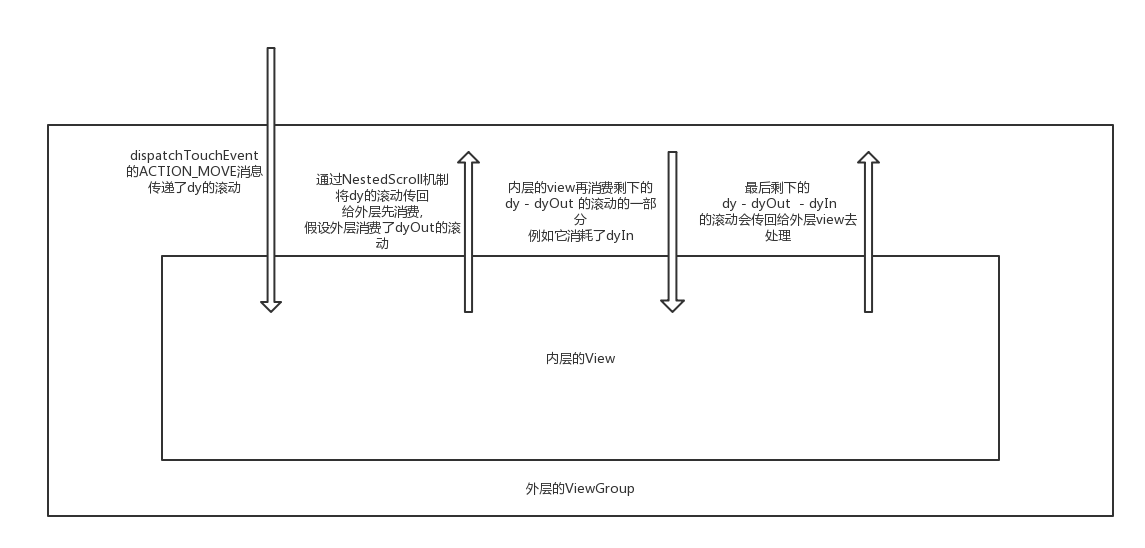 dispatchTouchEvent
的ACTION_MOVE消息
传递了dy的滚动
通过NestedScroll机制
将dy的滚动传回
给外层先消费,
假设外层消费了dyOut的滚
动
内层的view再消费剩下的
dy - dyOut 的滚动的一部
分
例如它消耗了dyIn
最后剩下的
dy - dyOut  - dyIn
的滚动会传回给外层view去
处理
内层的View
外层的ViewGroup